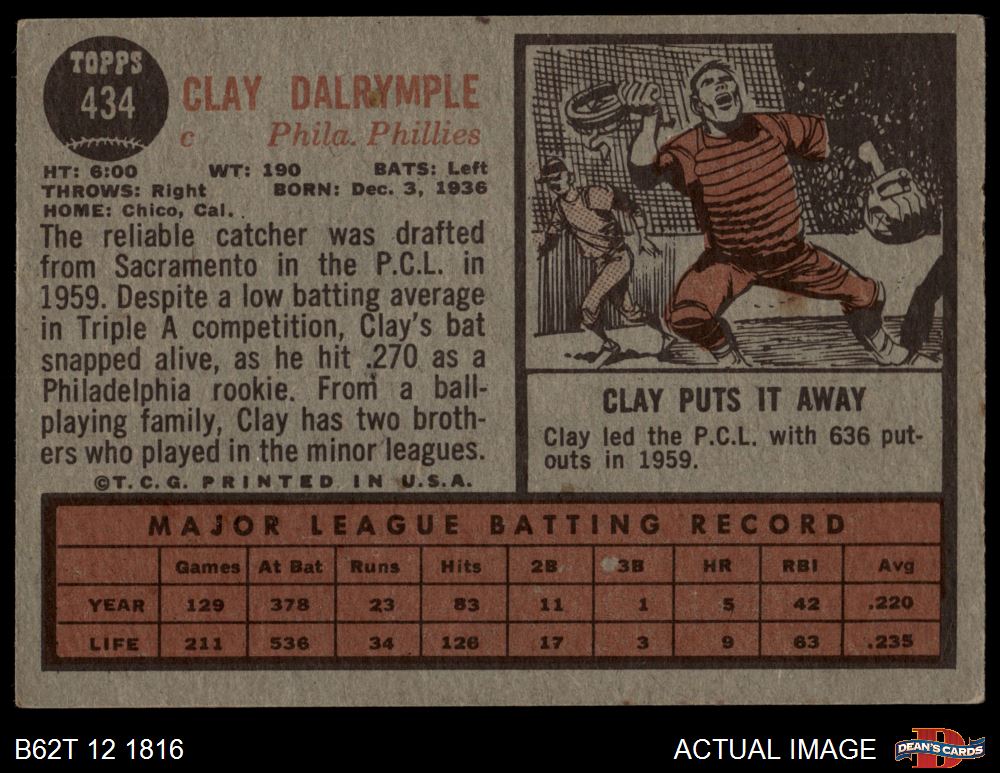 TOPPS
434
CLAY DALRYMPLE
c Phila. Phillies
HT: 6:00 WT: 190 BATS: Left
THROWS: Right BORN: Dec. 3, 1936
HOME: Chico, Cal.
The reliable catcher was drafted
from Sacramento in the P.C.L. in
1959. Despite a low batting average
in Triple A competition, Clay's bat
snapped alive, as he hit .270 as a
Philadelphia rookie. From a ball-
playing family, Clay has two broth-
ers who played in the minor leagues.
©T.C.G. PRINTED IN U.S.A.
CLAY PUTS IT AWAY
Clay led the P.C.L. with 636 put-
outs in 1959.
MAJOR LEAGUE BATTING RECORD
Games At Bat Runs Hits 2B 3B HR RBI Avg
YEAR 129 378 23 83 11 1 5 42 .220
LIFE 211 536 34 126 17 3 9 63 .235
B62T 12 1816 ACTUAL IMAGE D DEAN'S CARDS